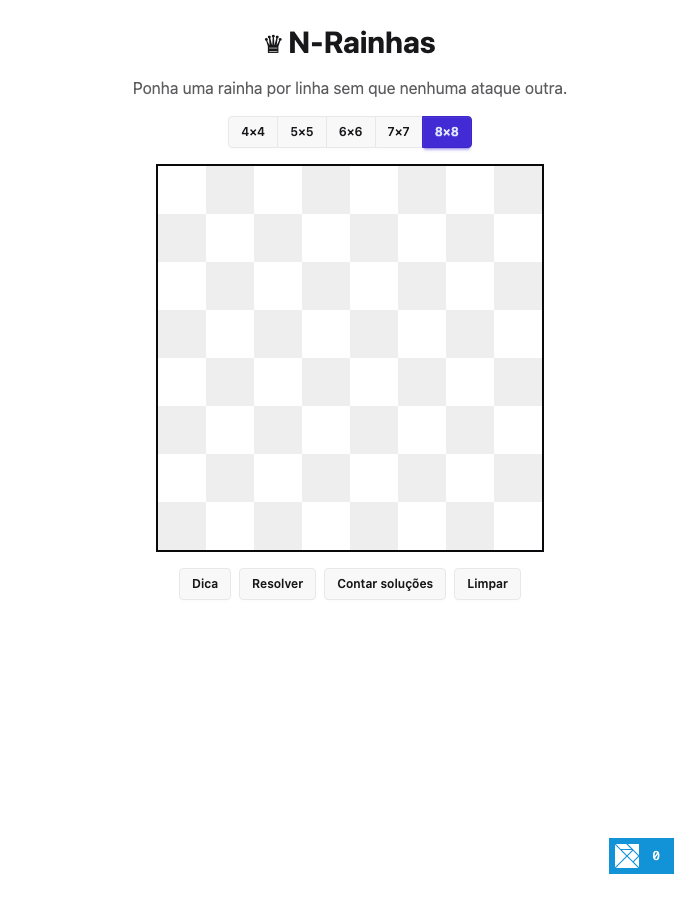 ♛ N-Rainhas
Ponha uma rainha por linha sem que nenhuma ataque outra.
4×4 5×5 6×6 7×7 8×8
Dica Resolver Contar soluções Limpar
0